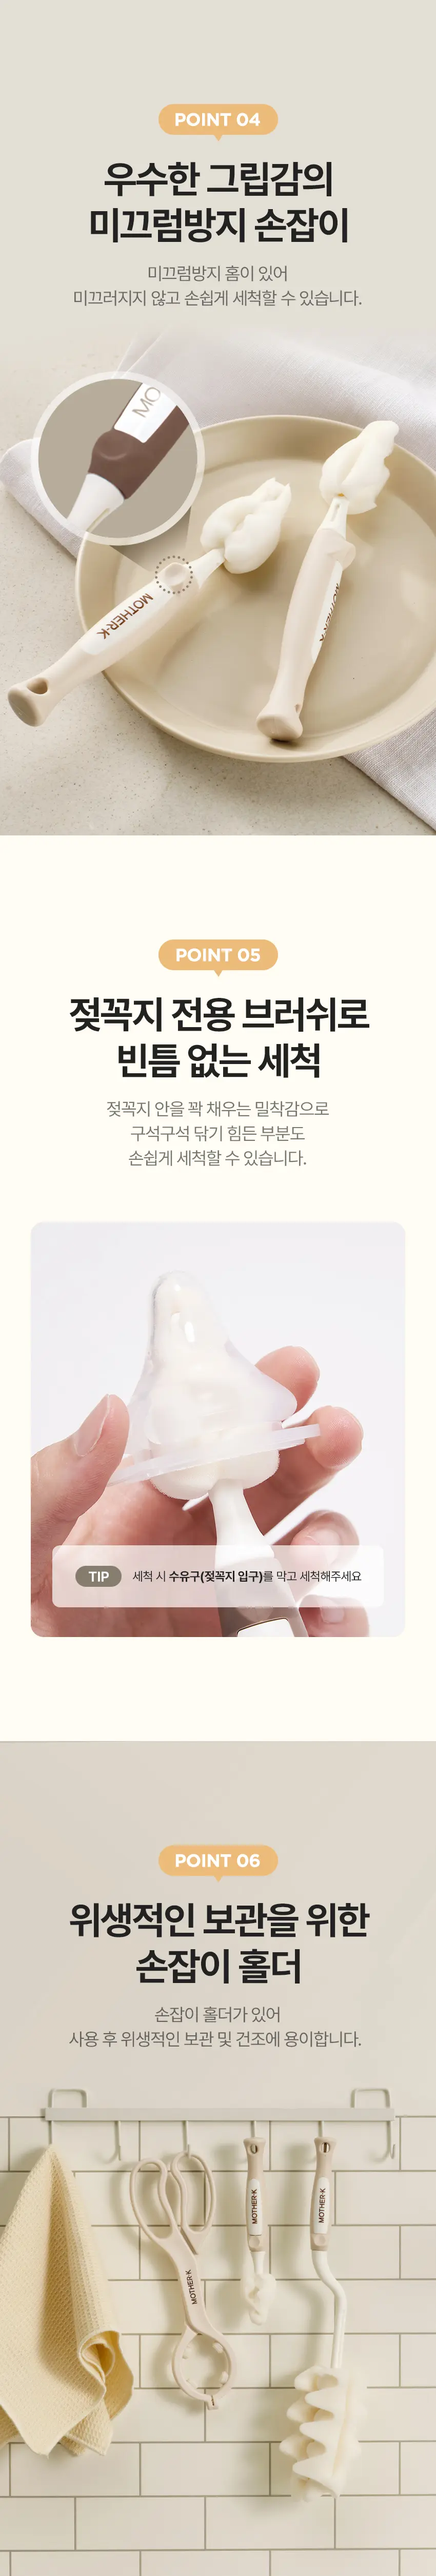 POINT 04
우수한 그립감의
미끄럼방지 손잡이
미끄럼방지 홈이 있어
미끄러지지 않고 손쉽게 세척할 수 있습니다.
MO
MOTHER-K
MOTHER-K
POINT 05
젖꼭지 전용 브러쉬로
빈틈 없는 세척
젖꼭지 안을 꽉 채우는 밀착감으로
구석구석 닦기 힘든 부분도
손쉽게 세척할 수 있습니다.
TIP 세척 시 수유구(젖꼭지 입구)를 막고 세척해주세요
POINT 06
위생적인 보관을 위한
손잡이 홀더
손잡이 홀더가 있어
사용 후 위생적인 보관 및 건조에 용이합니다.
MOTHER-K
MOTHER-K
MOTHER-K